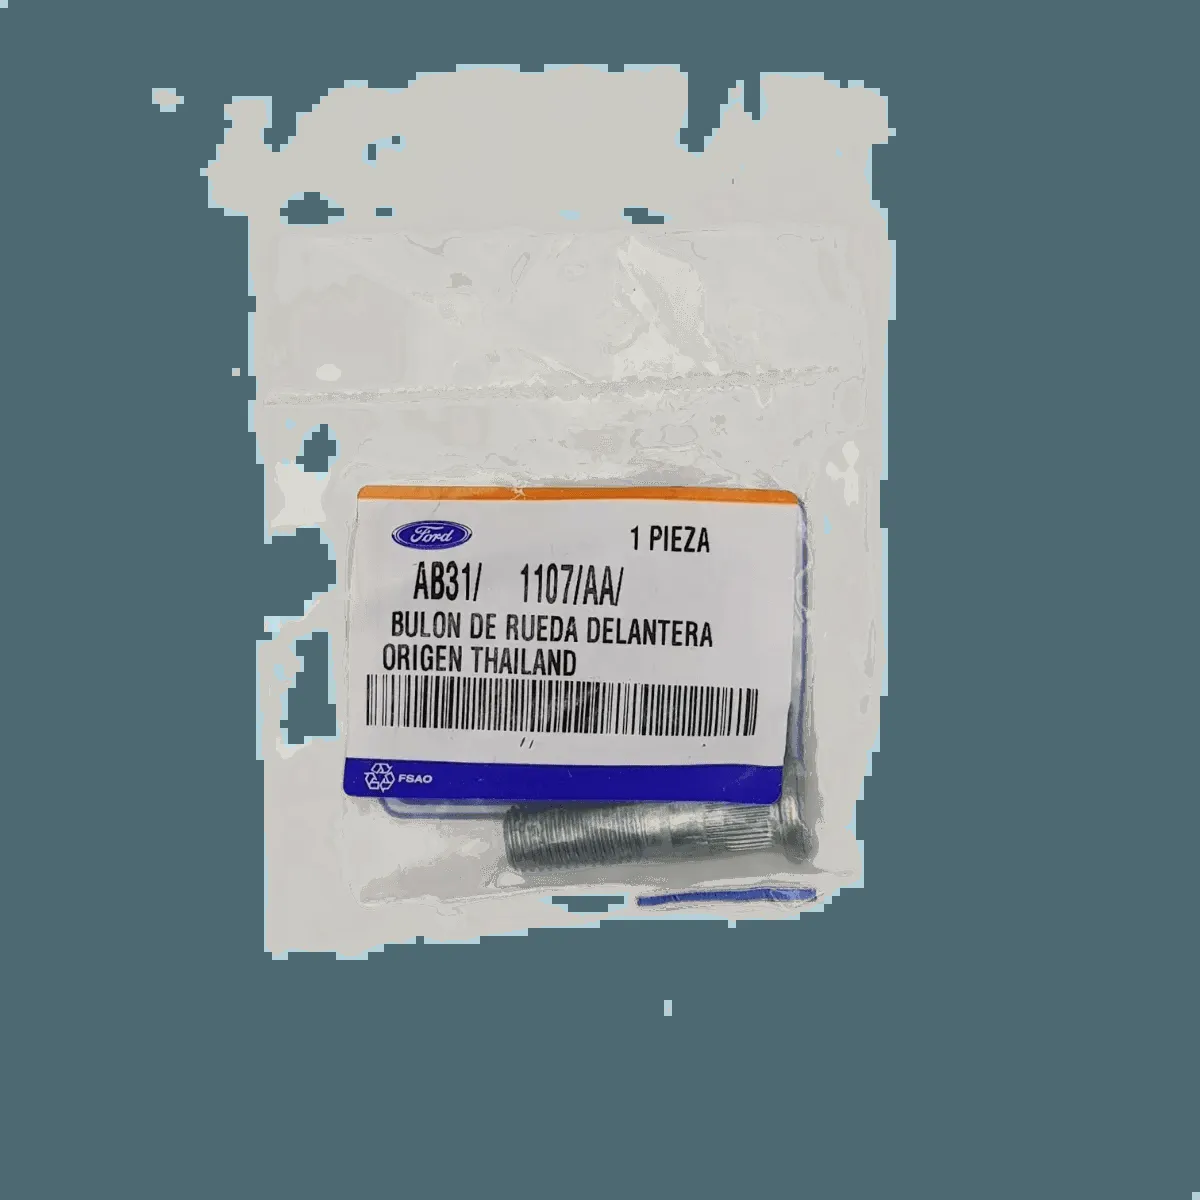 Ford
1 PIEZA
AB31/ 1107/AA/
BULON DE RUEDA DELANTERA
ORIGEN THAILAND
FSAO